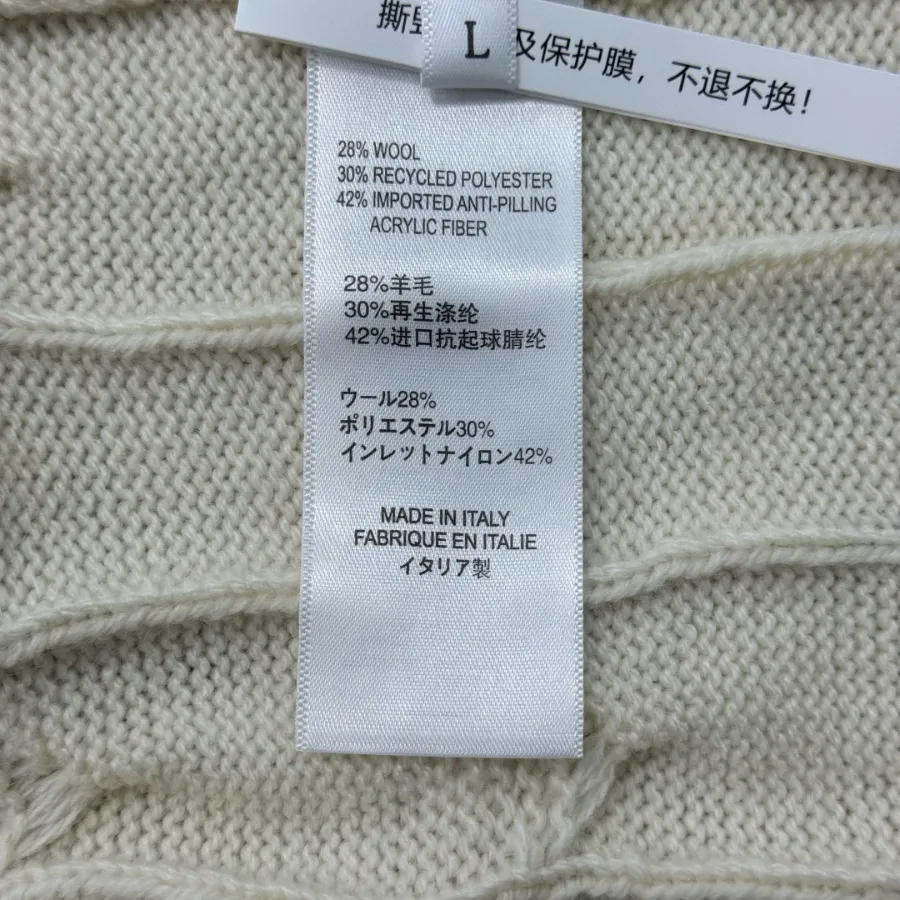 撕
L
及保护膜，不退不换！
28% WOOL
30% RECYCLED POLYESTER
42% IMPORTED ANTI-PILLING
ACRYLIC FIBER
28%羊毛
30%再生涤纶
42%进口抗起球腈纶
ウール28%
ポリエステル30%
インレットナイロン42%
MADE IN ITALY
FABRIQUE EN ITALIE
イタリア製